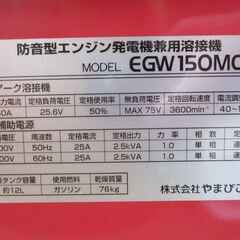 防音型エンジン発電機兼用溶接機
MODEL EGW150MC
アーク溶接機
定格負荷電圧 定格使用率 無負荷電圧 定格回転速度
25.6V 50% MAX 75V 3600min⁻¹ 40~
補助電源
周波数 定格電流 定格出力 力率 相数
50Hz 25A 2.5kVA 1.0 単相
60Hz 25A 2.5kVA 1.0 単相
タンク容量 使用燃料 乾燥質量
約12L ガソリン 76kg
株式会社やまびこ